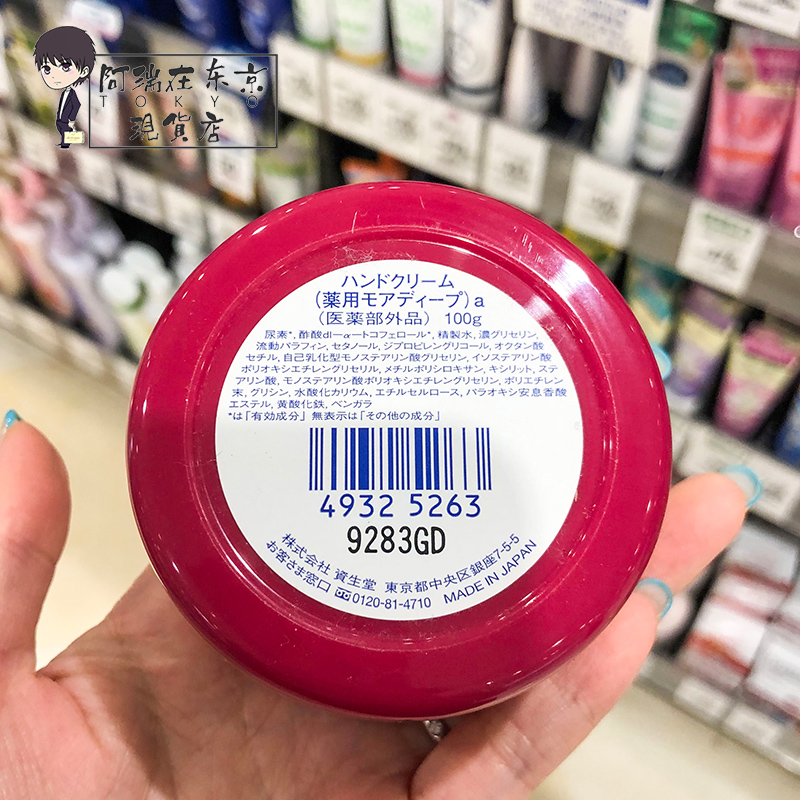 阿瑞在东京
TOKYO
現貨店
ハンドクリーム
(薬用モアディープ)a
(医薬部外品) 100g
尿素*, 酢酸dl-α-トコフェロール*, 精製水, 濃グリセリン,
流動パラフィン, セタノール, ジプロピレングリコール, オクタン酸
セチル, 自己乳化型モノステアリン酸グリセリン, イソステアリン酸
ポリオキシエチレングリセリル, メチルポリシロキサン, キシリット, ステ
アリン酸, モノステアリン酸ポリオキシエチレングリセリン, ポリエチレン
末, グリシン, 水酸化カリウム, エチルセルロース, パラオキシ安息香酸
エステル, 黄酸化鉄, ベンガラ
*は「有効成分」 無表示は「その他の成分」
4932 5263
9283GD
株式会社 資生堂 東京都中央区銀座7-5-5
お客さま窓口 0120-81-4710 MADE IN JAPAN